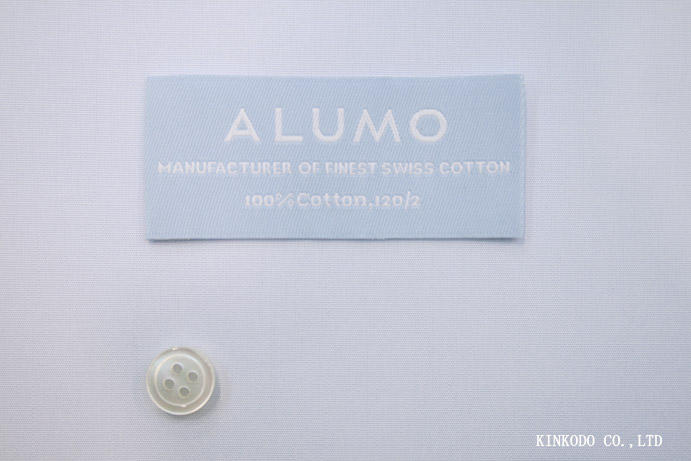 ALUMO
MANUFACTURER OF FINEST SWISS COTTON
100%Cotton.120/2
KINKODO CO.,LTD